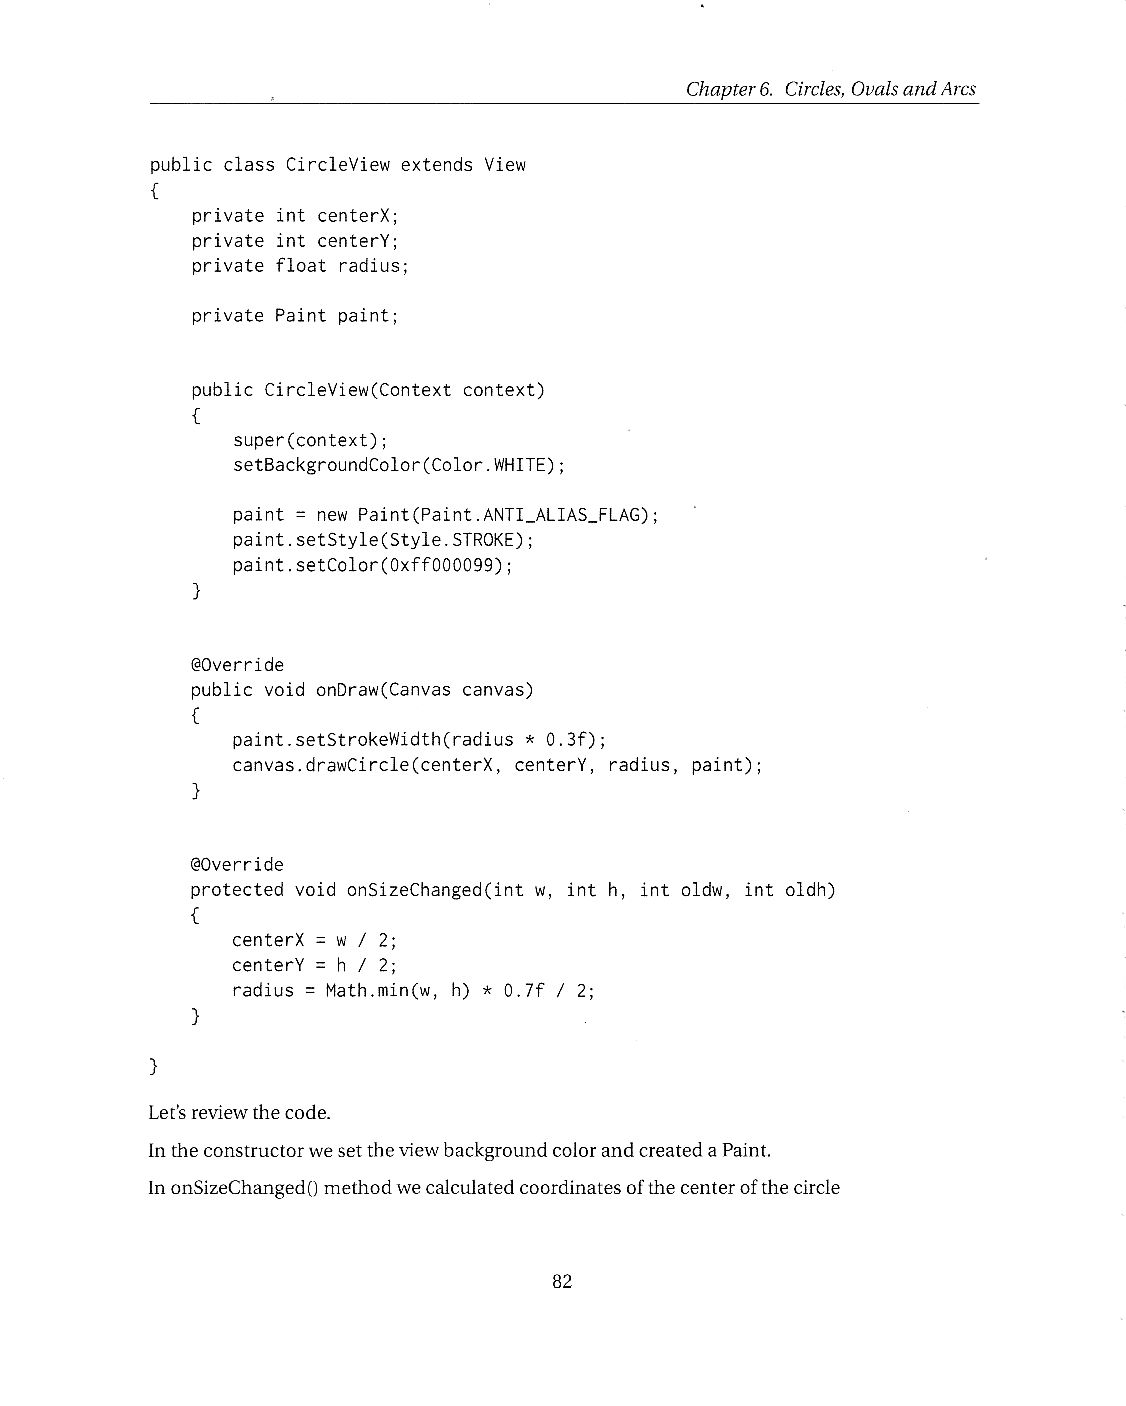 Chapter 6. Circles, Ovals and Arcs
public class CircleView extends View
{
    private int centerX;
    private int centerY;
    private float radius;

    private Paint paint;

    public CircleView(Context context)
    {
        super(context);
        setBackgroundColor(Color.WHITE);

        paint = new Paint(Paint.ANTI_ALIAS_FLAG);
        paint.setStyle(Style.STROKE);
        paint.setColor(0xff000099);
    }

    @Override
    public void onDraw(Canvas canvas)
    {
        paint.setStrokeWidth(radius * 0.3f);
        canvas.drawCircle(centerX, centerY, radius, paint);
    }

    @Override
    protected void onSizeChanged(int w, int h, int oldw, int oldh)
    {
        centerX = w / 2;
        centerY = h / 2;
        radius = Math.min(w, h) * 0.7f / 2;
    }

}
Let's review the code.
In the constructor we set the view background color and created a Paint.
In onSizeChanged() method we calculated coordinates of the center of the circle
82